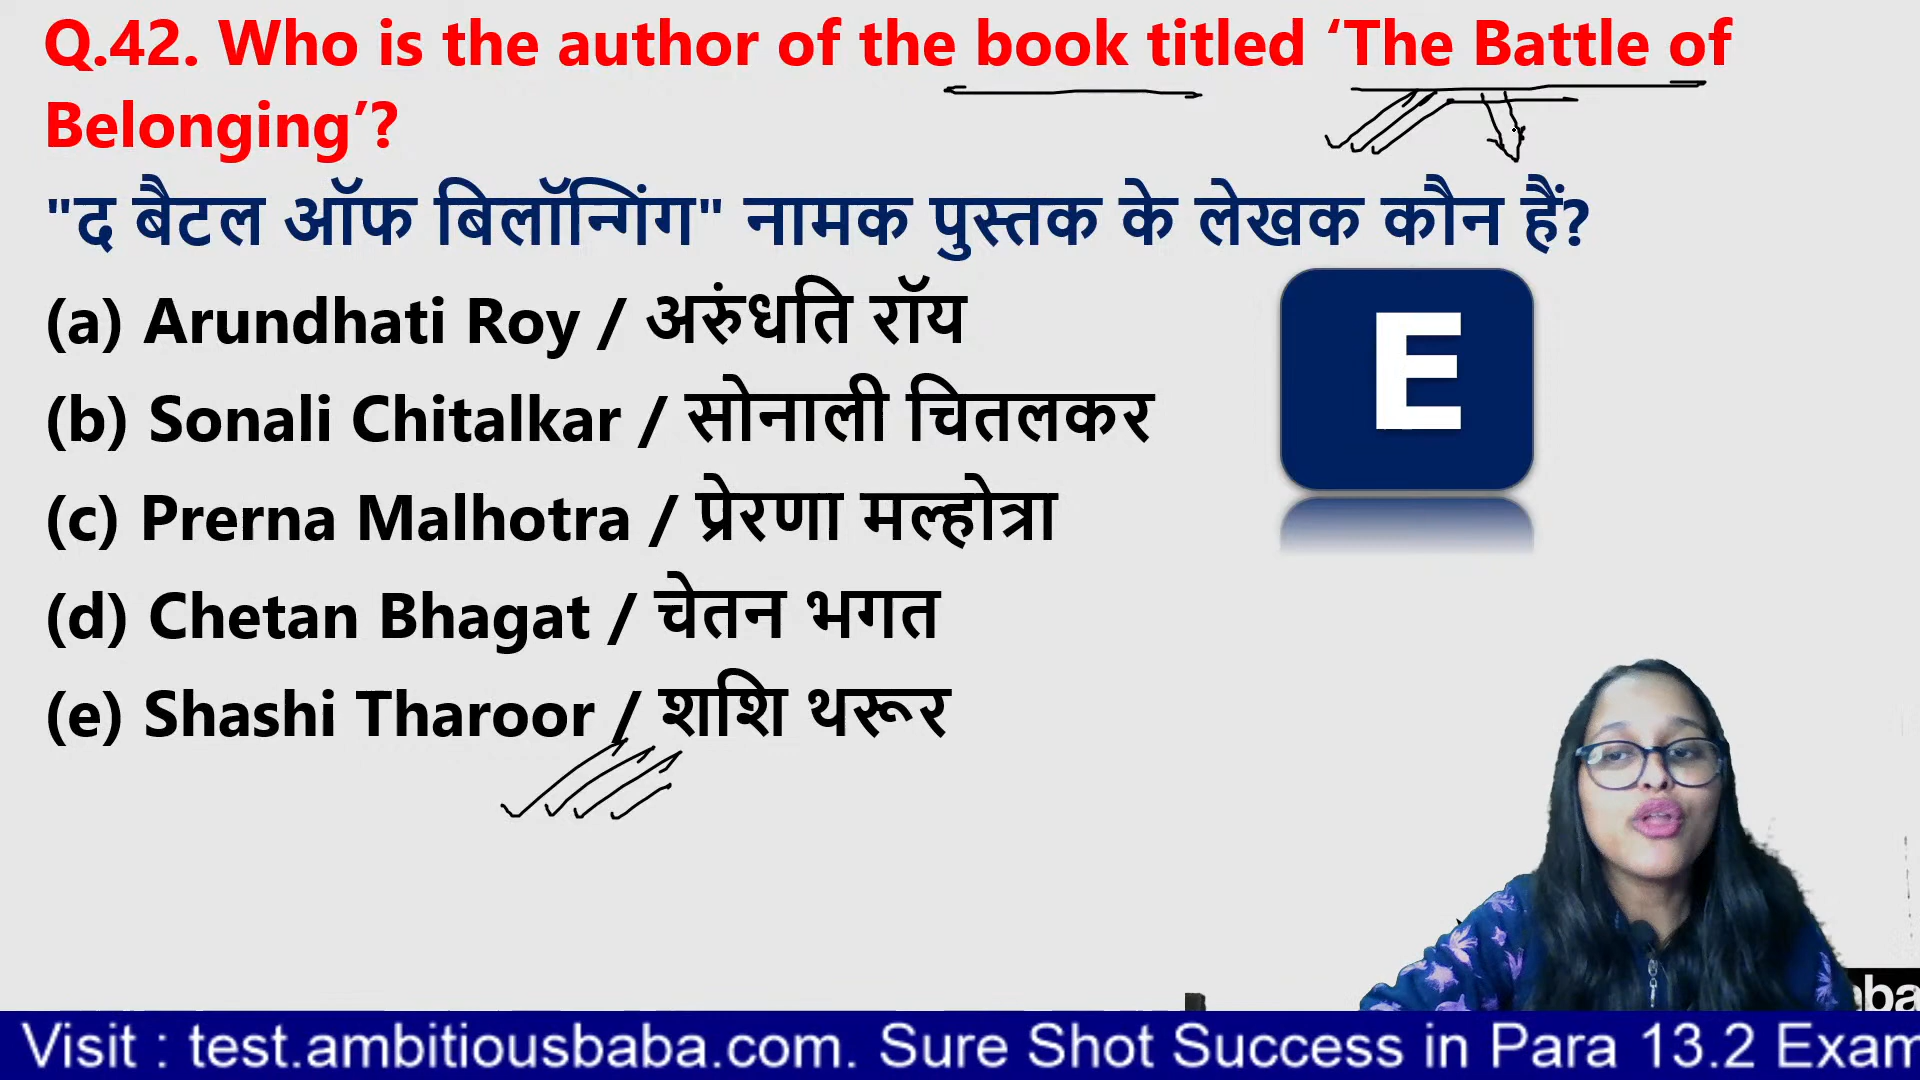 Q.42. Who is the author of the book titled ‘The Battle of
Belonging’?
"द बैटल ऑफ बिलॉन्गिंग" नामक पुस्तक के लेखक कौन हैं?
(a) Arundhati Roy / अरुंधति रॉय
(b) Sonali Chitalkar / सोनाली चितलकर
(c) Prerna Malhotra / प्रेरणा मल्होत्रा
(d) Chetan Bhagat / चेतन भगत
(e) Shashi Tharoor / शशि थरूर
E
Visit : test.ambitiousbaba.com. Sure Shot Success in Para 13.2 Exam